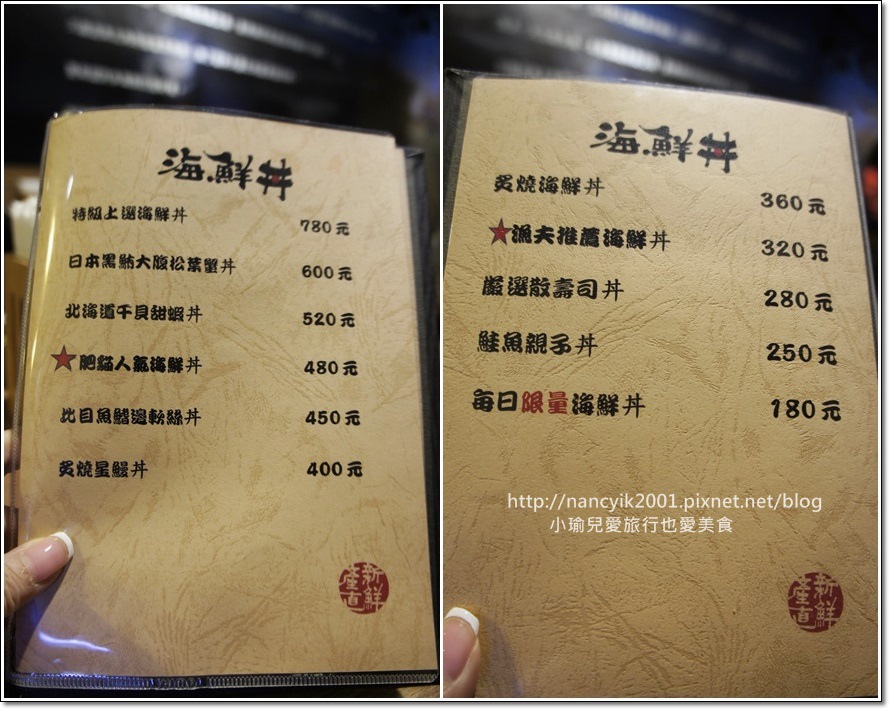 海鮮丼
特級上選海鮮丼 780元
日本黑鮪大腹松葉蟹丼 600元
北海道干貝甜蝦丼 520元
★肥貓人氣海鮮丼 480元
比目魚鰭邊軟絲丼 450元
炙燒星鰻丼 400元
新鮮
產直
海鮮丼
炙燒海鮮丼 360元
★漁夫推薦海鮮丼 320元
嚴選散壽司丼 280元
鮭魚親子丼 250元
每日限量海鮮丼 180元
http://nancyik2001.pixnet.net/blog
小瑜兒愛旅行也愛美食
新鮮
產直